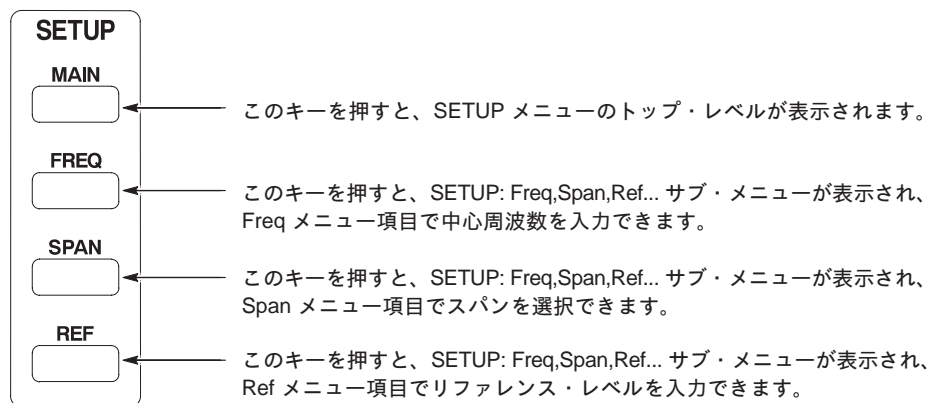 SETUP
MAIN
このキーを押すと、SETUP メニューのトップ・レベルが表示されます。
FREQ
このキーを押すと、SETUP: Freq,Span,Ref... サブ・メニューが表示され、
Freq メニュー項目で中心周波数を入力できます。
SPAN
このキーを押すと、SETUP: Freq,Span,Ref... サブ・メニューが表示され、
Span メニュー項目でスパンを選択できます。
REF
このキーを押すと、SETUP: Freq,Span,Ref... サブ・メニューが表示され、
Ref メニュー項目でリファレンス・レベルを入力できます。